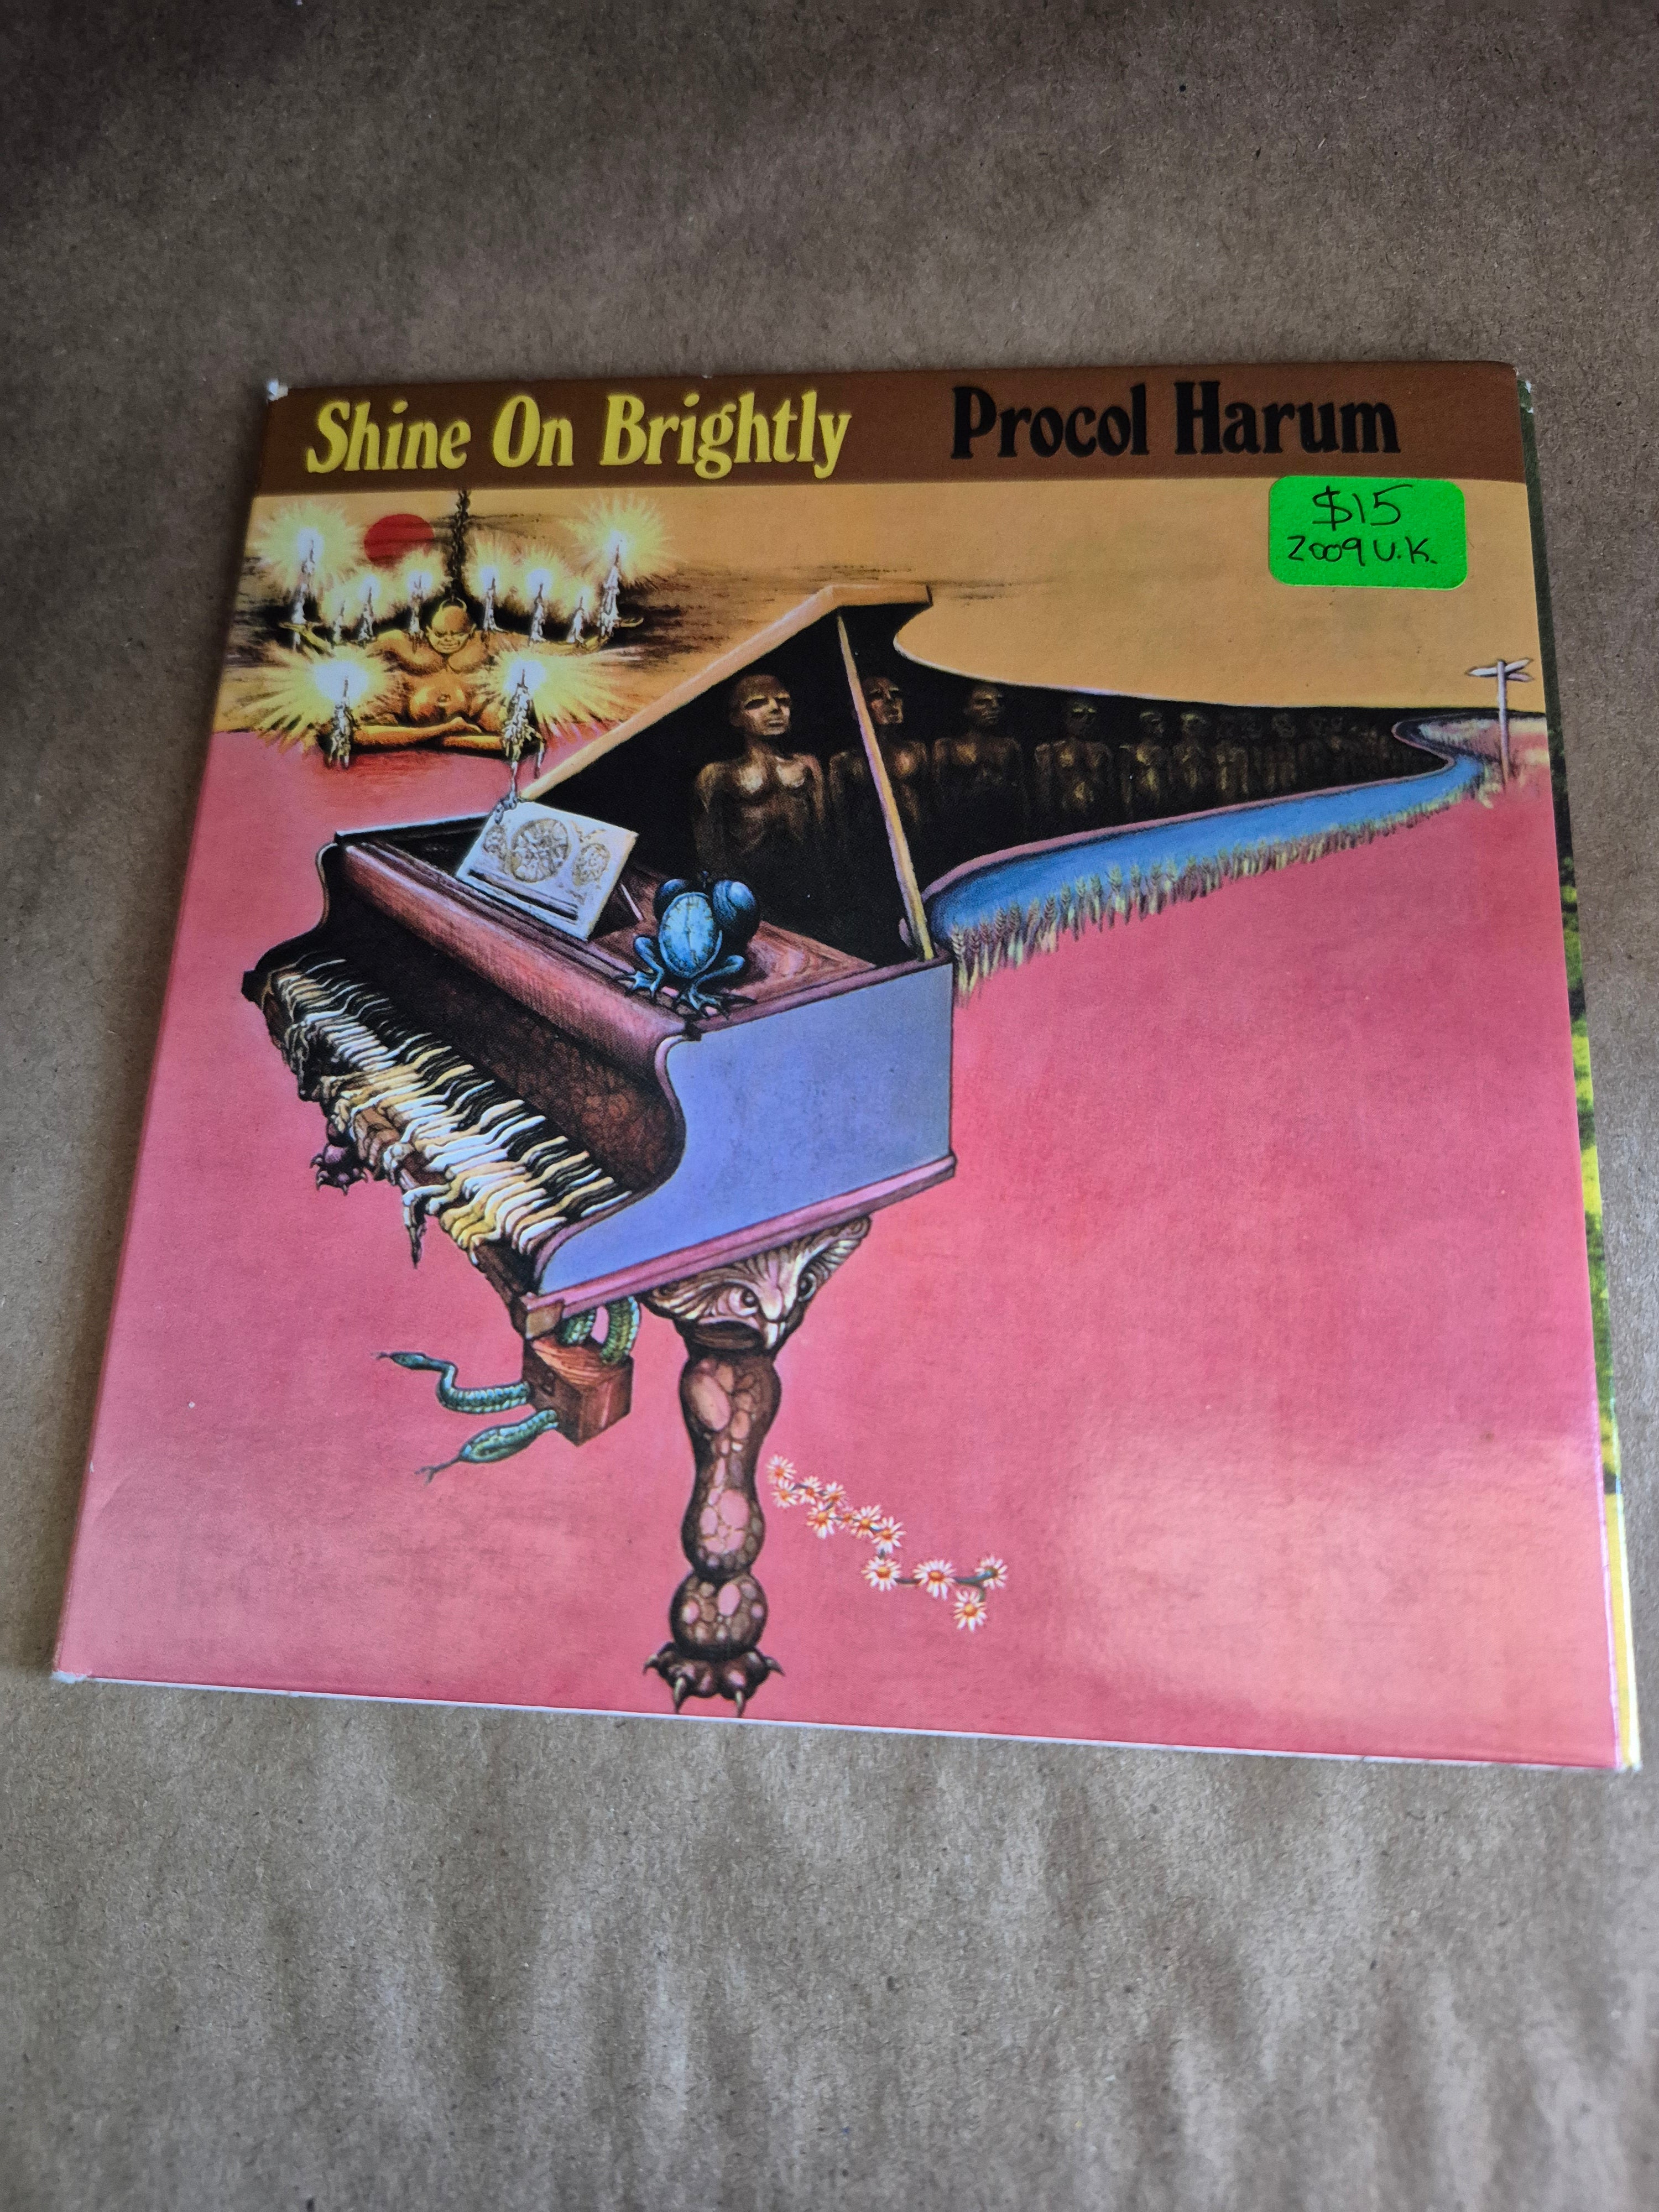 Shine On Brightly Procol Harum
$15
2009 U.K.